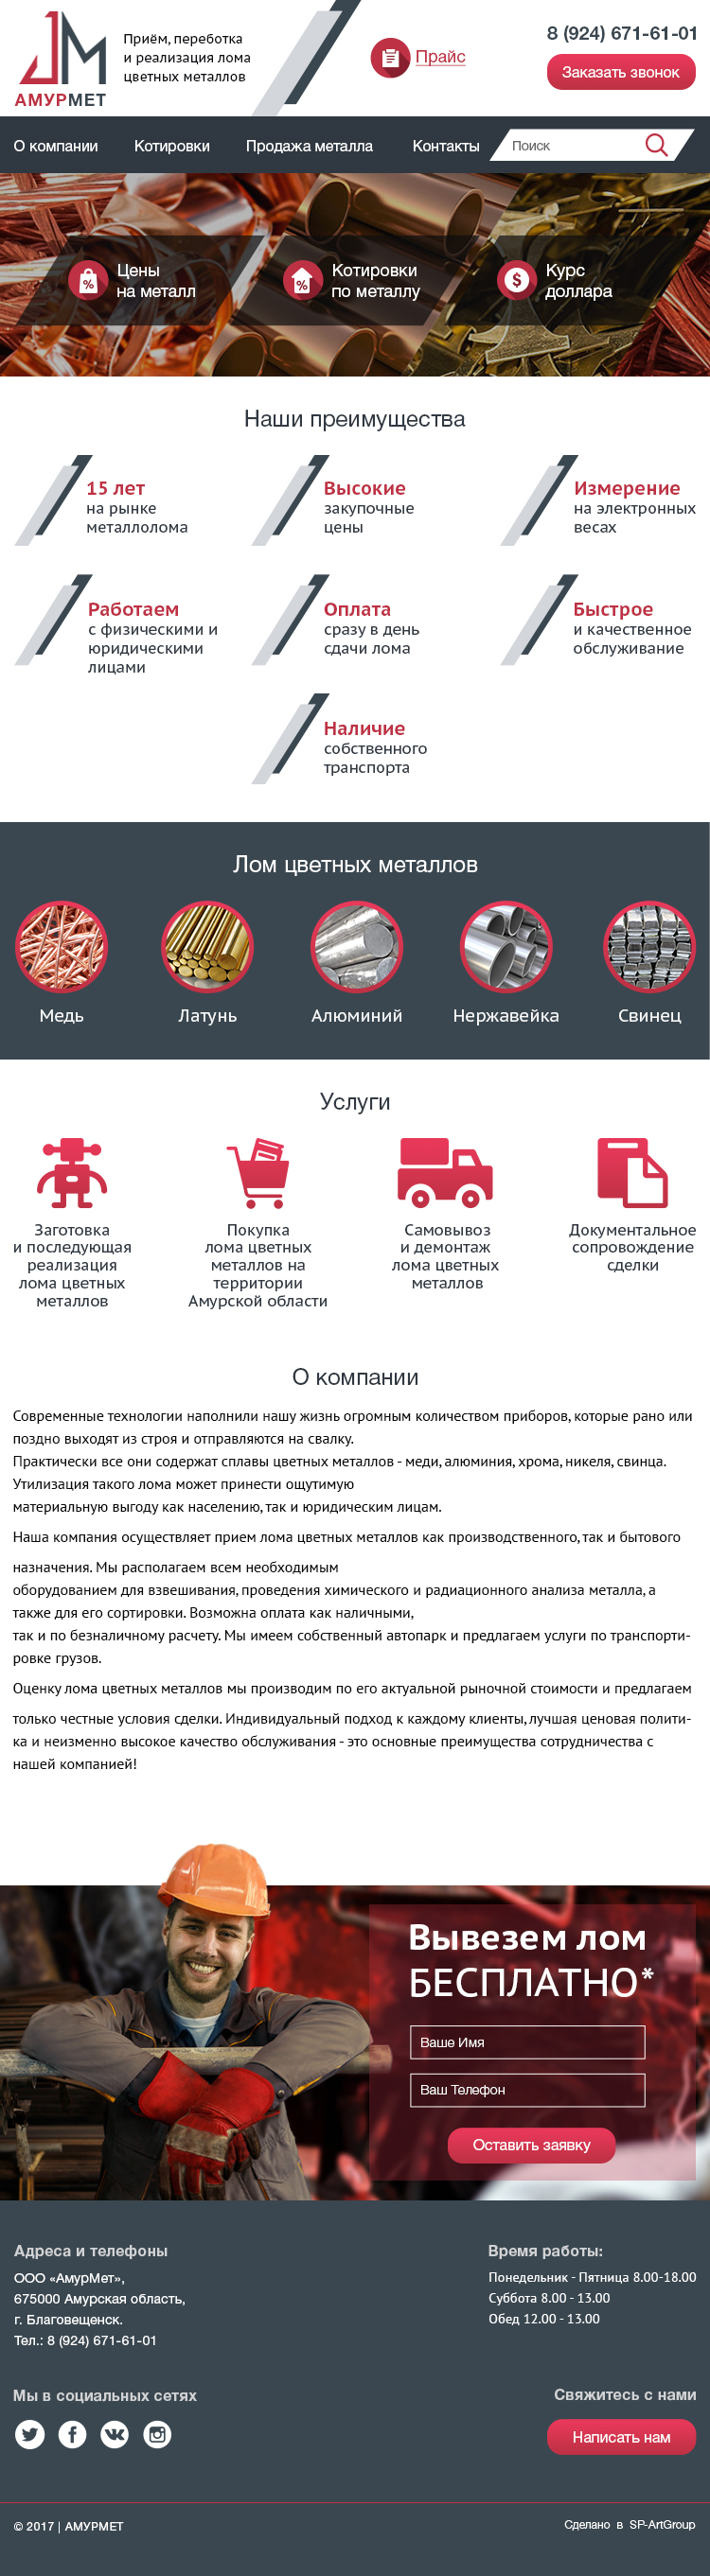 АМУРМЕТ
Приём, переботка
и реализация лома
цветных металлов
Прайс
8 (924) 671-61-01
Заказать звонок
О компании
Котировки
Продажа металла
Контакты
Поиск
Цены
на металл
Котировки
по металлу
Курс
доллара
Наши преимущества
15 лет
на рынке
металлолома
Высокие
закупочные
цены
Измерение
на электронных
весах
Работаем
с физическими и
юридическими
лицами
Оплата
сразу в день
сдачи лома
Быстрое
и качественное
обслуживание
Наличие
собственного
транспорта
Лом цветных металлов
Медь
Латунь
Алюминий
Нержавейка
Свинец
Услуги
Заготовка
и последующая
реализация
лома цветных
металлов
Покупка
лома цветных
металлов на
территории
Амурской области
Самовывоз
и демонтаж
лома цветных
металлов
Документальное
сопровождение
сделки
О компании
Современные технологии наполнили нашу жизнь огромным количеством приборов, которые рано или
поздно выходят из строя и отправляются на свалку.
Практически все они содержат сплавы цветных металлов - меди, алюминия, хрома, никеля, свинца.
Утилизация такого лома может принести ощутимую
материальную выгоду как населению, так и юридическим лицам.
Наша компания осуществляет прием лома цветных металлов как производственного, так и бытового
назначения. Мы располагаем всем необходимым
оборудованием для взвешивания, проведения химического и радиационного анализа металла, а
также для его сортировки. Возможна оплата как наличными,
так и по безналичному расчету. Мы имеем собственный автопарк и предлагаем услуги по транспорти-
ровке грузов.
Оценку лома цветных металлов мы производим по его актуальной рыночной стоимости и предлагаем
только честные условия сделки. Индивидуальный подход к каждому клиенты, лучшая ценовая полити-
ка и неизменно высокое качество обслуживания - это основные преимущества сотрудничества с
нашей компанией!
Вывезем лом
БЕСПЛАТНО*
Ваше Имя
Ваш Телефон
Оставить заявку
Адреса и телефоны
ООО «АмурМет»,
675000 Амурская область,
г. Благовещенск.
Тел.: 8 (924) 671-61-01
Время работы:
Понедельник - Пятница 8.00-18.00
Суббота 8.00 - 13.00
Обед 12.00 - 13.00
Мы в социальных сетях
Свяжитесь с нами
Написать нам
© 2017 | АМУРМЕТ
Сделано в SP-ArtGroup